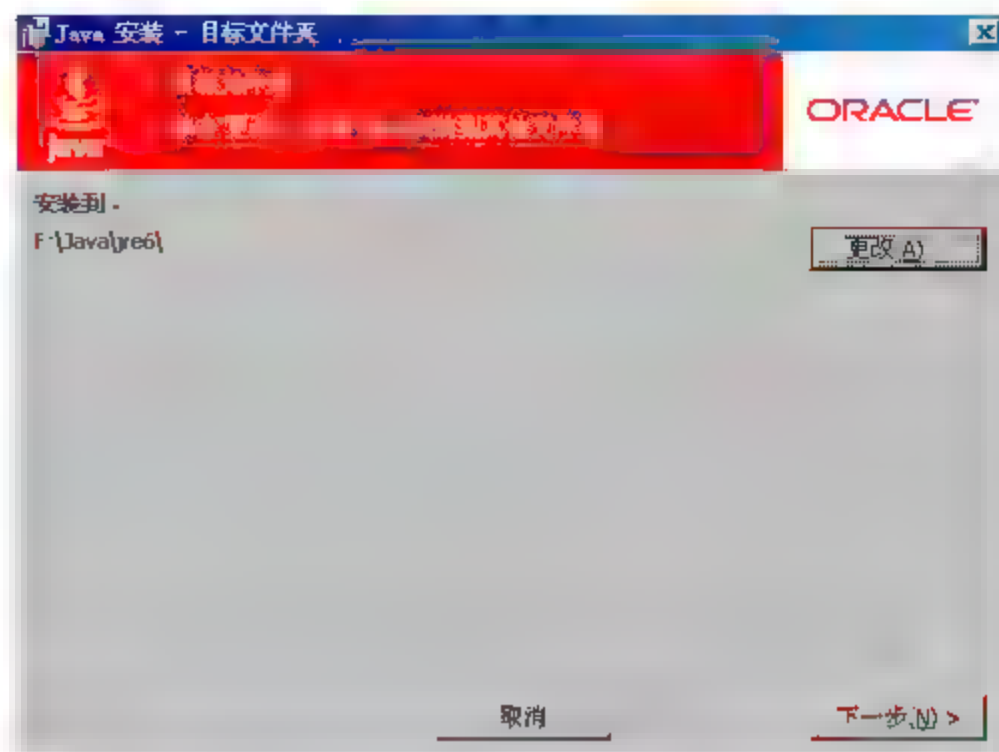 Java 安装 - 目标文件夹
Java
ORACLE
安装到:
F:\Java\jre6\
更改(A)
取消
下一步(N) >